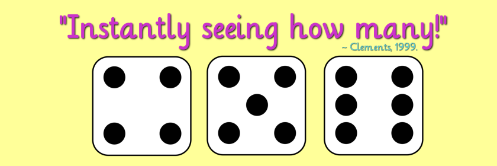 "Instantly seeing how many!"
~ Clements, 1999.